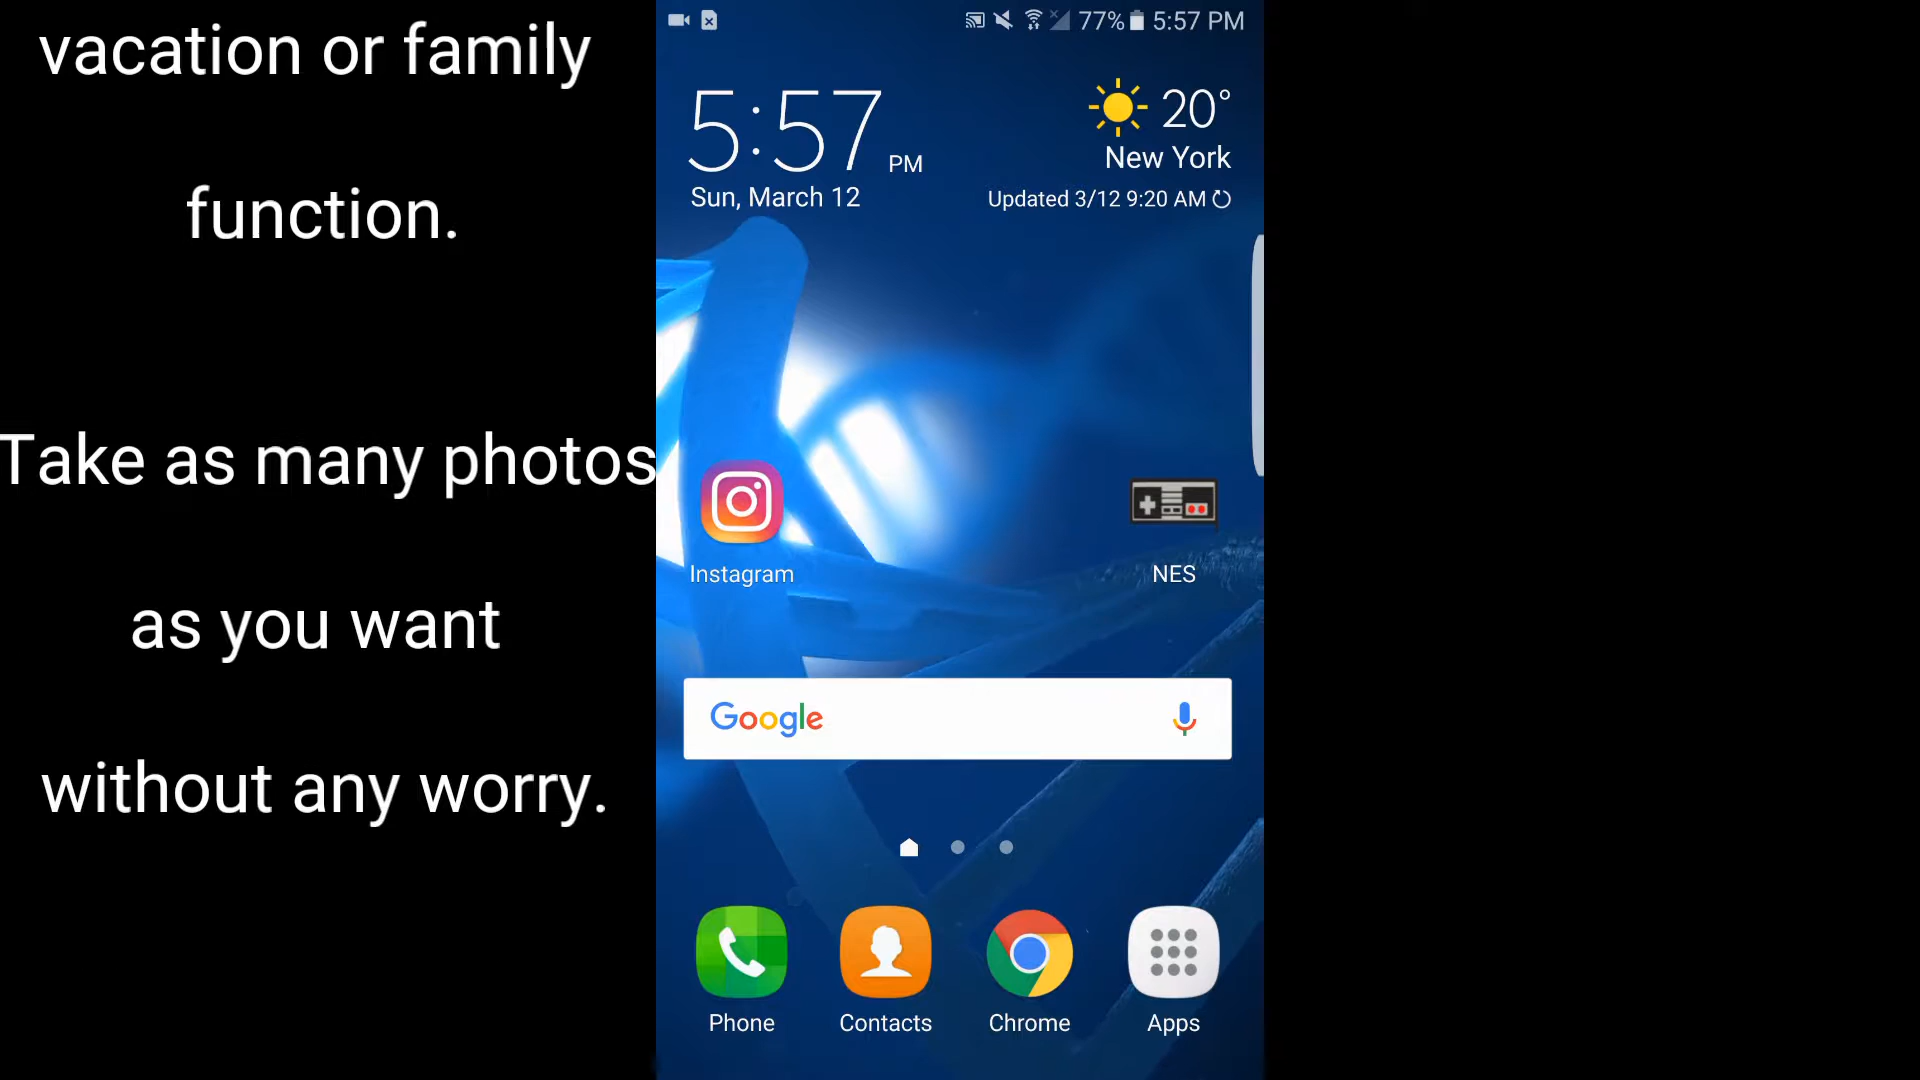 vacation or family
function.
Take as many photos
as you want
without any worry.
77% 5:57 PM
5:57 PM
Sun, March 12
20°
New York
Updated 3/12 9:20 AM
Instagram
NES
Google
Phone
Contacts
Chrome
Apps